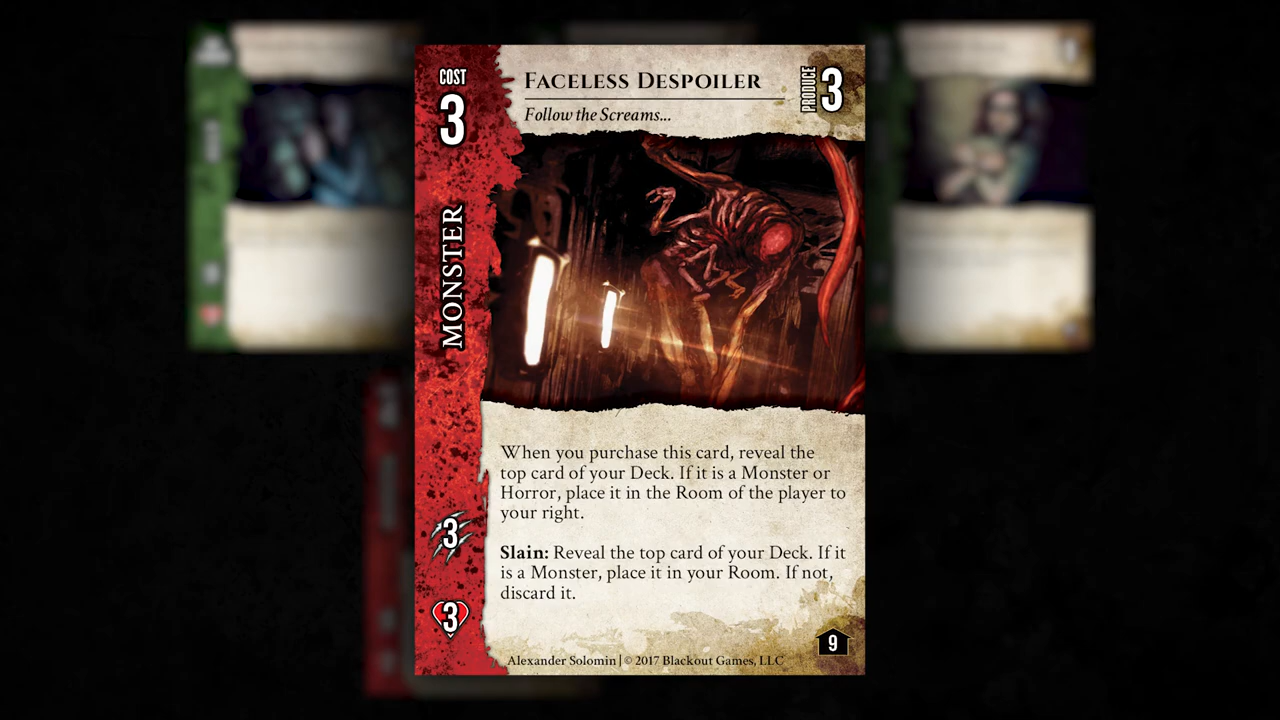 COST
3
FACELESS DESPOILER
Follow the Screams...
PRODUCE
3
MONSTER
When you purchase this card, reveal the
top card of your Deck. If it is a Monster or
Horror, place it in the Room of the player to
your right.
Slain: Reveal the top card of your Deck. If it
is a Monster, place it in your Room. If not,
discard it.
3
3
9
Alexander Solomin | © 2017 Blackout Games, LLC